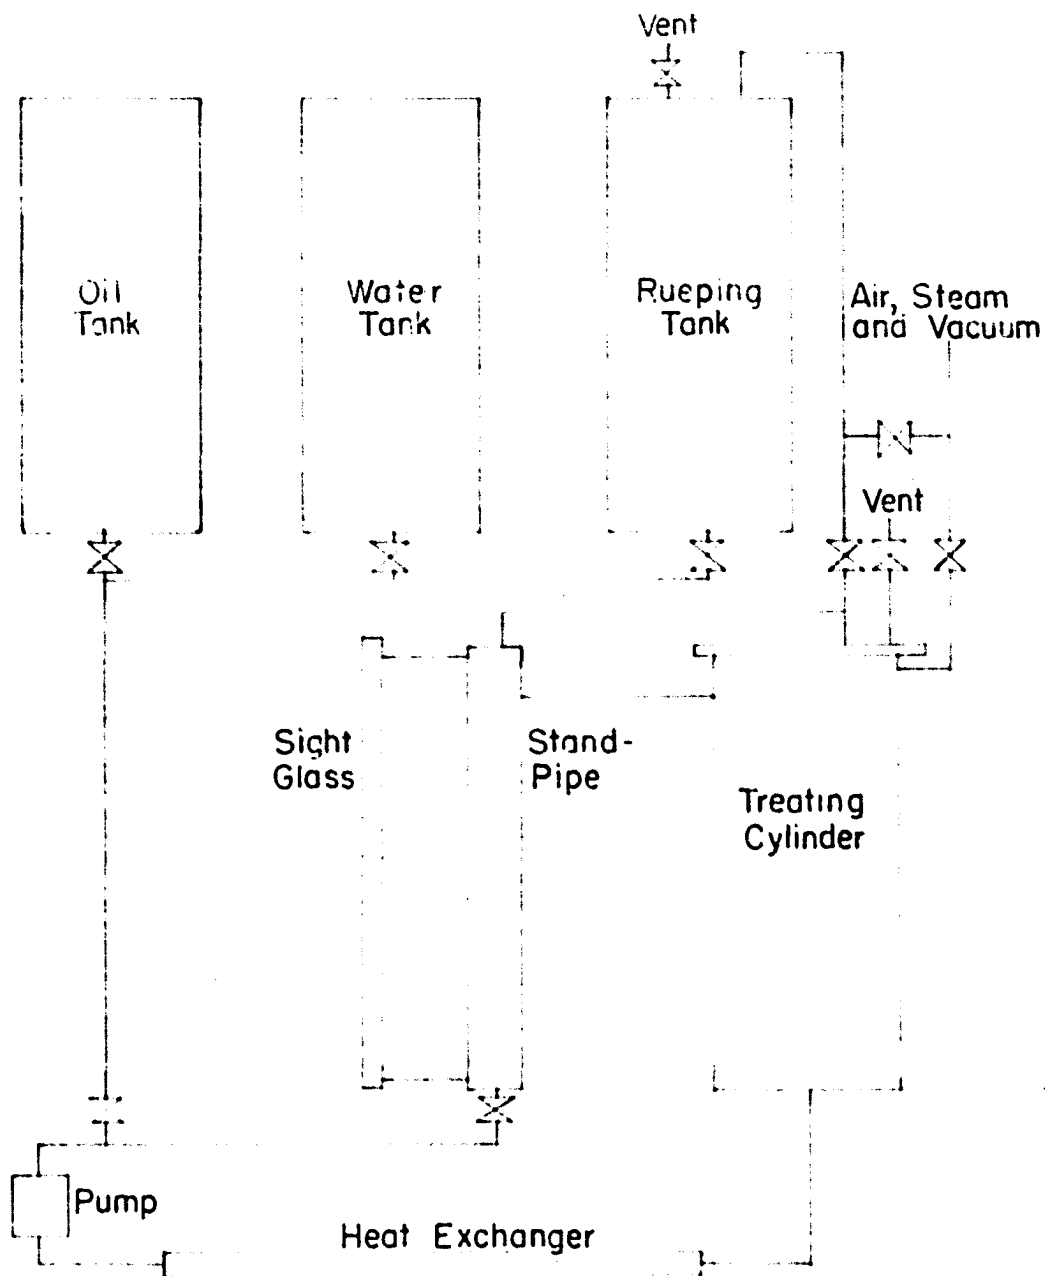 Vent
Oil
Tank
Water
Tank
Rueping
Tank
Air, Steam
and Vacuum
Vent
Sight
Glass
Stand-
Pipe
Treating
Cylinder
Pump
Heat Exchanger